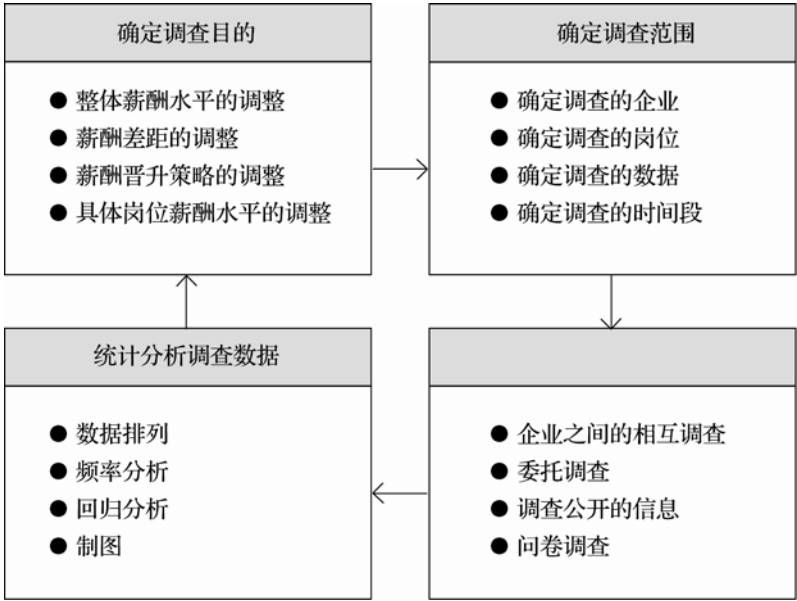 确定调查目的
● 整体薪酬水平的调整
● 薪酬差距的调整
● 薪酬晋升策略的调整
● 具体岗位薪酬水平的调整
确定调查范围
● 确定调查的企业
● 确定调查的岗位
● 确定调查的数据
● 确定调查的时间段
● 企业之间的相互调查
● 委托调查
● 调查公开的信息
● 问卷调查
统计分析调查数据
● 数据排列
● 频率分析
● 回归分析
● 制图